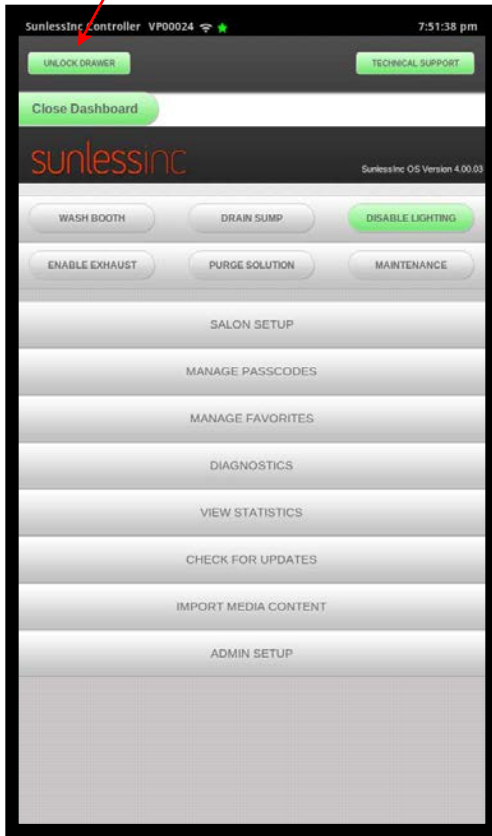 SunlessInc Controller VP00024 7:51:38 pm
UNLOCK DRAWER TECHNICAL SUPPORT
Close Dashboard
sunlessinc
SunlessInc OS Version 4.00.03
WASH BOOTH DRAIN SUMP DISABLE LIGHTING
ENABLE EXHAUST PURGE SOLUTION MAINTENANCE
SALON SETUP
MANAGE PASSCODES
MANAGE FAVORITES
DIAGNOSTICS
VIEW STATISTICS
CHECK FOR UPDATES
IMPORT MEDIA CONTENT
ADMIN SETUP